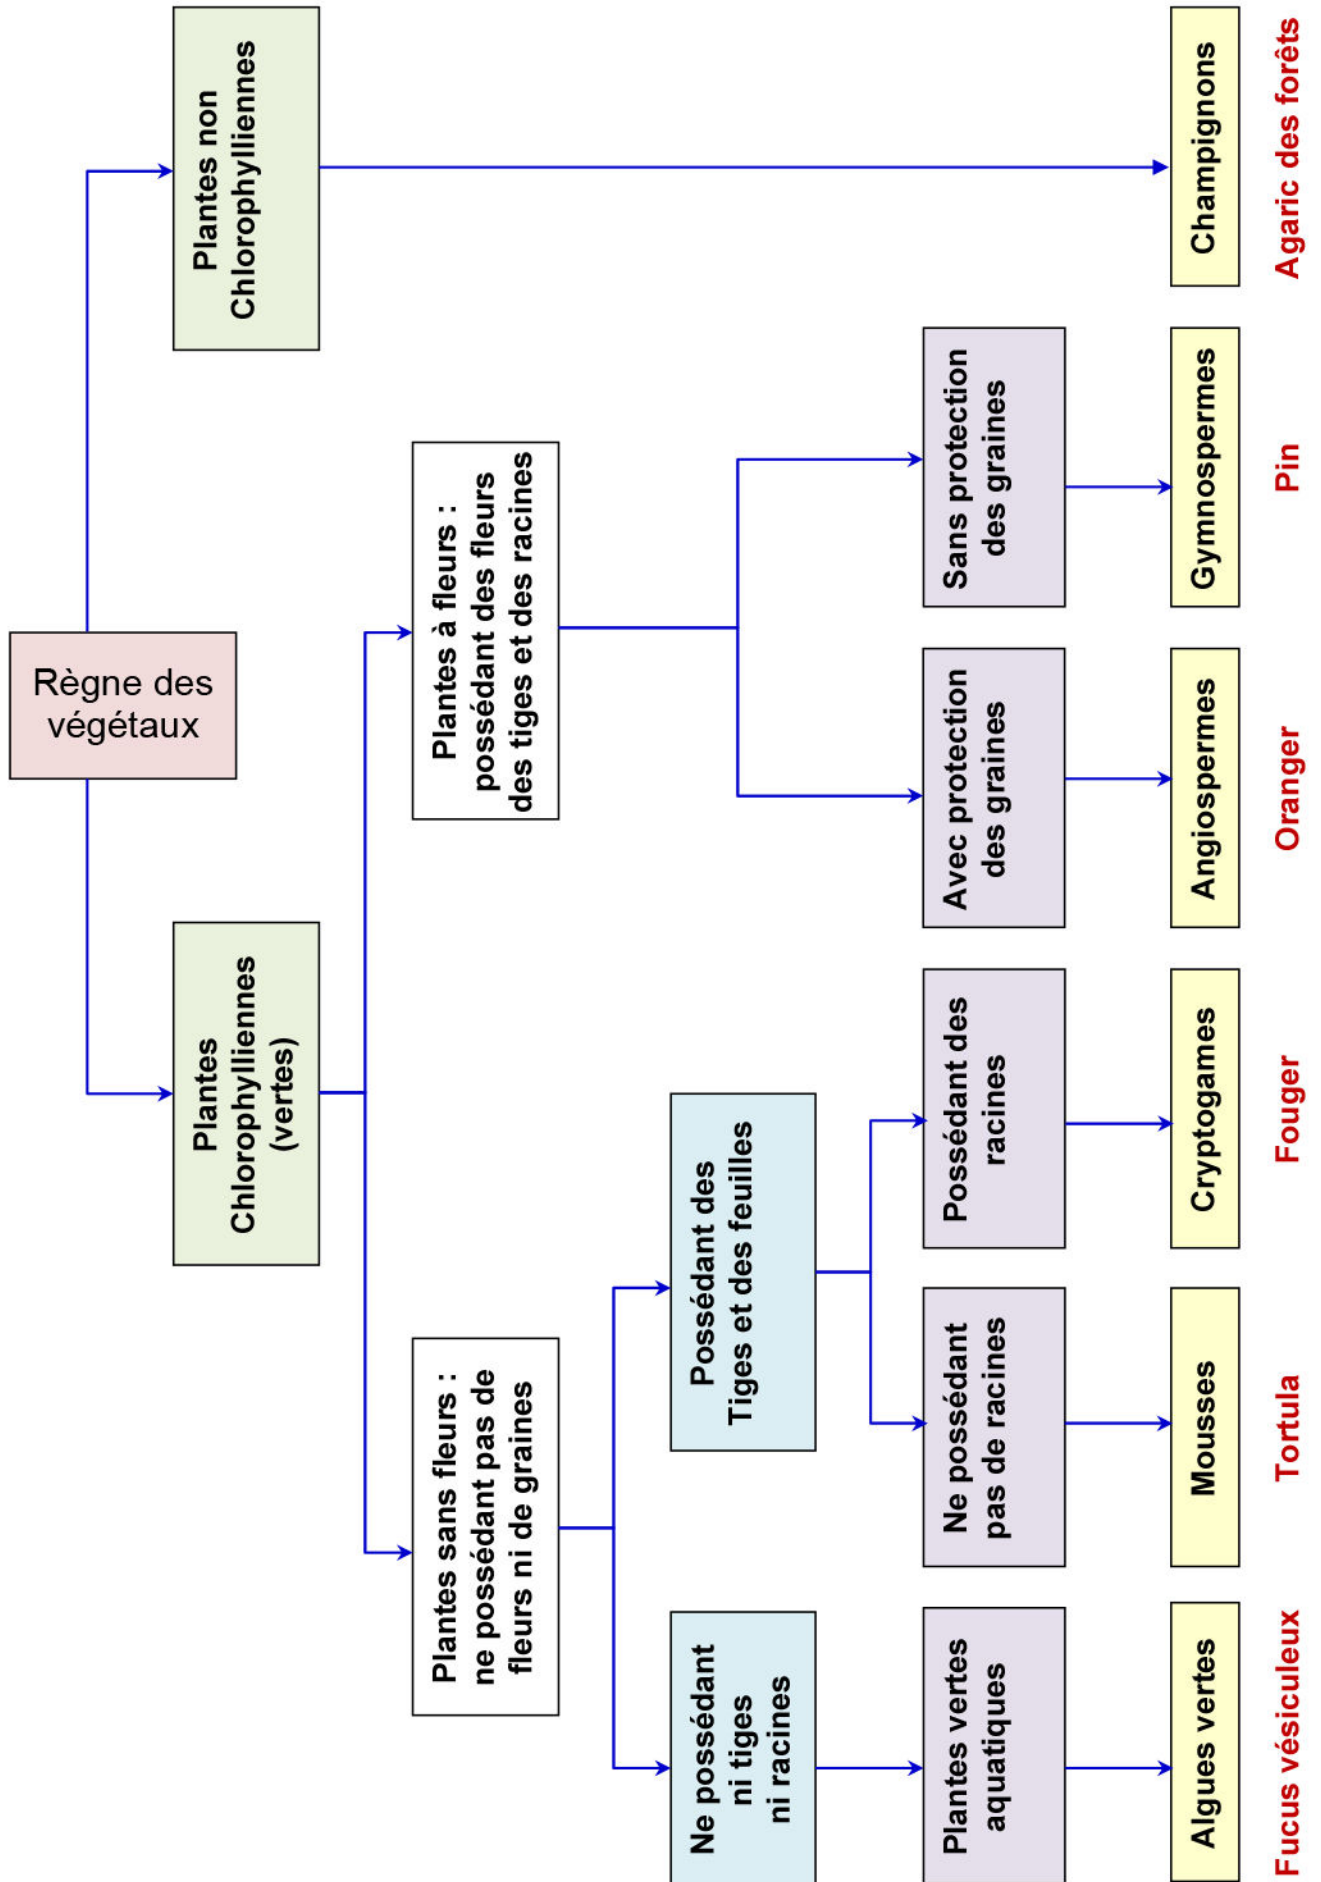 Règne des
végétaux
Plantes
Chlorophylliennes
(vertes)
Plantes non
Chlorophylliennes
Plantes sans fleurs :
ne possédant pas de
fleurs ni de graines
Plantes à fleurs :
possédant des fleurs
des tiges et des racines
Ne possédant
ni tiges
ni racines
Possédant des
Tiges et des feuilles
Plantes vertes
aquatiques
Ne possédant
pas de racines
Possédant des
racines
Avec protection
des graines
Sans protection
des graines
Algues vertes
Mousses
Cryptogames
Angiospermes
Gymnospermes
Champignons
Fucus vésiculeux
Tortula
Fouger
Oranger
Pin
Agaric des forêts